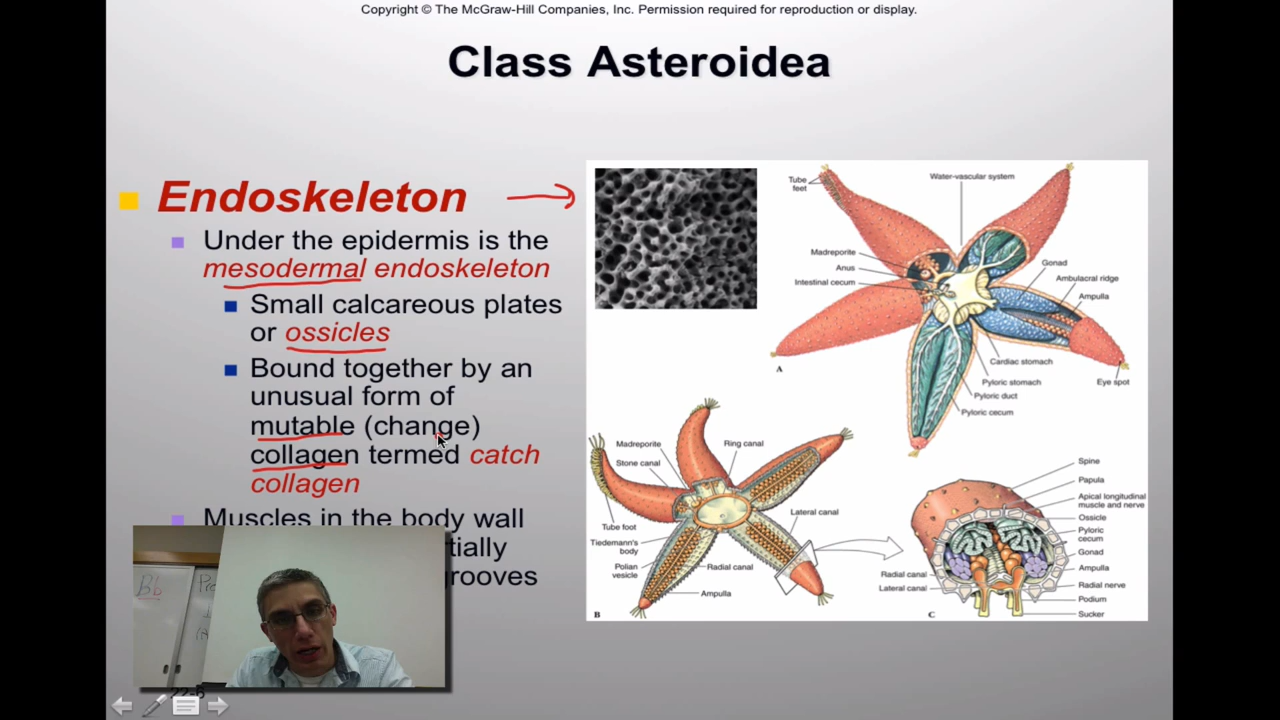 Copyright © The McGraw-Hill Companies, Inc. Permission required for reproduction or display.
Class Asteroidea
Endoskeleton
Under the epidermis is the
mesodermal endoskeleton
Small calcareous plates
or ossicles
Bound together by an
unusual form of
mutable (change)
collagen termed catch
collagen
Muscles in the body wall
tially
grooves
22-6
Bb
Tube
feet
Water-vascular system
Madreporite
Anus
Intestinal cecum
Gonad
Ambulacral ridge
Ampulla
Cardiac stomach
Pyloric stomach
Pyloric duct
Pyloric cecum
Eye spot
A
Madreporite
Stone canal
Ring canal
Tube foot
Tiedemann's
body
Polian
vesicle
Lateral canal
Radial canal
Ampulla
B
Spine
Papula
Apical longitudinal
muscle and nerve
Ossicle
Pyloric
cecum
Gonad
Ampulla
Radial nerve
Podium
Sucker
Radial canal
Lateral canal
C